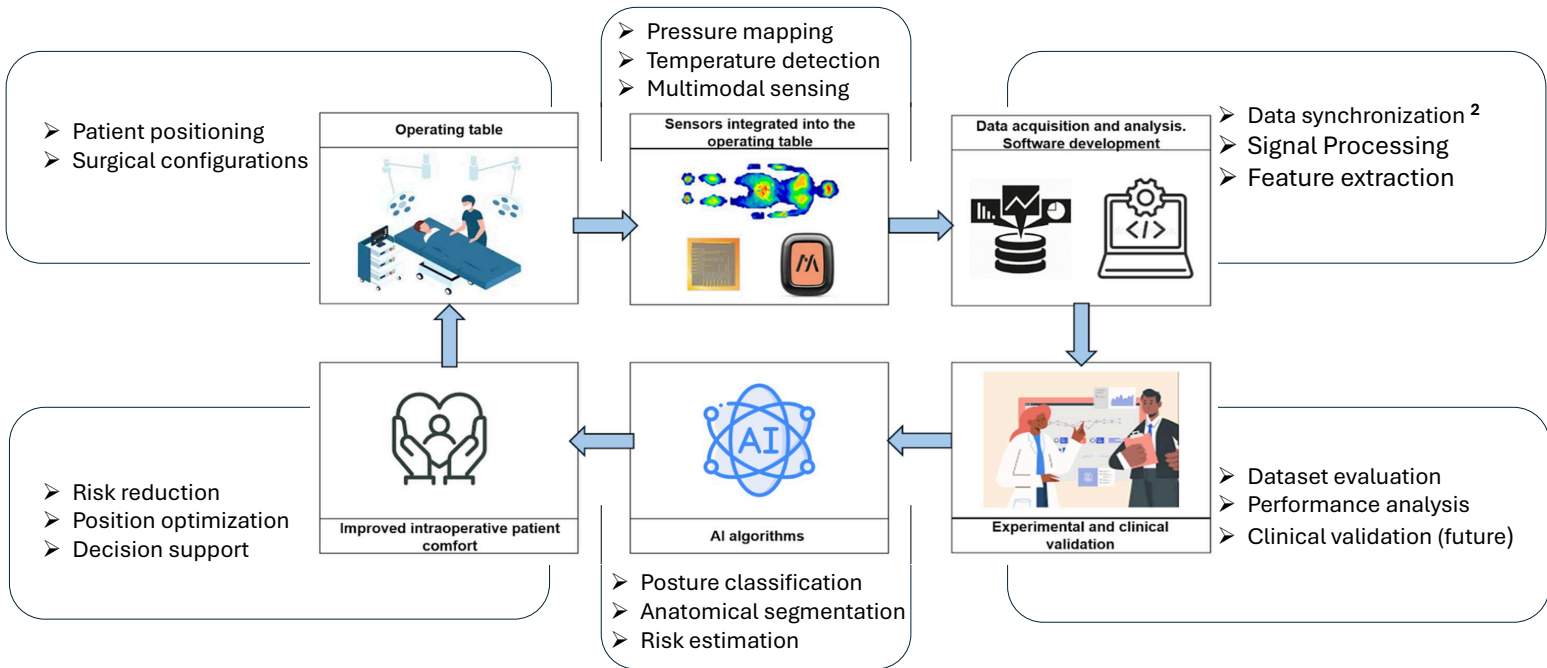 ➢ Pressure mapping
➢ Temperature detection
➢ Multimodal sensing
➢ Patient positioning
➢ Surgical configurations
Operating table
Sensors integrated into the
operating table
Data acquisition and analysis.
Software development
</>
➢ Data synchronization ²
➢ Signal Processing
➢ Feature extraction
➢ Risk reduction
➢ Position optimization
➢ Decision support
Improved intraoperative patient
comfort
AI
AI algorithms
Experimental and clinical
validation
➢ Dataset evaluation
➢ Performance analysis
➢ Clinical validation (future)
➢ Posture classification
➢ Anatomical segmentation
➢ Risk estimation